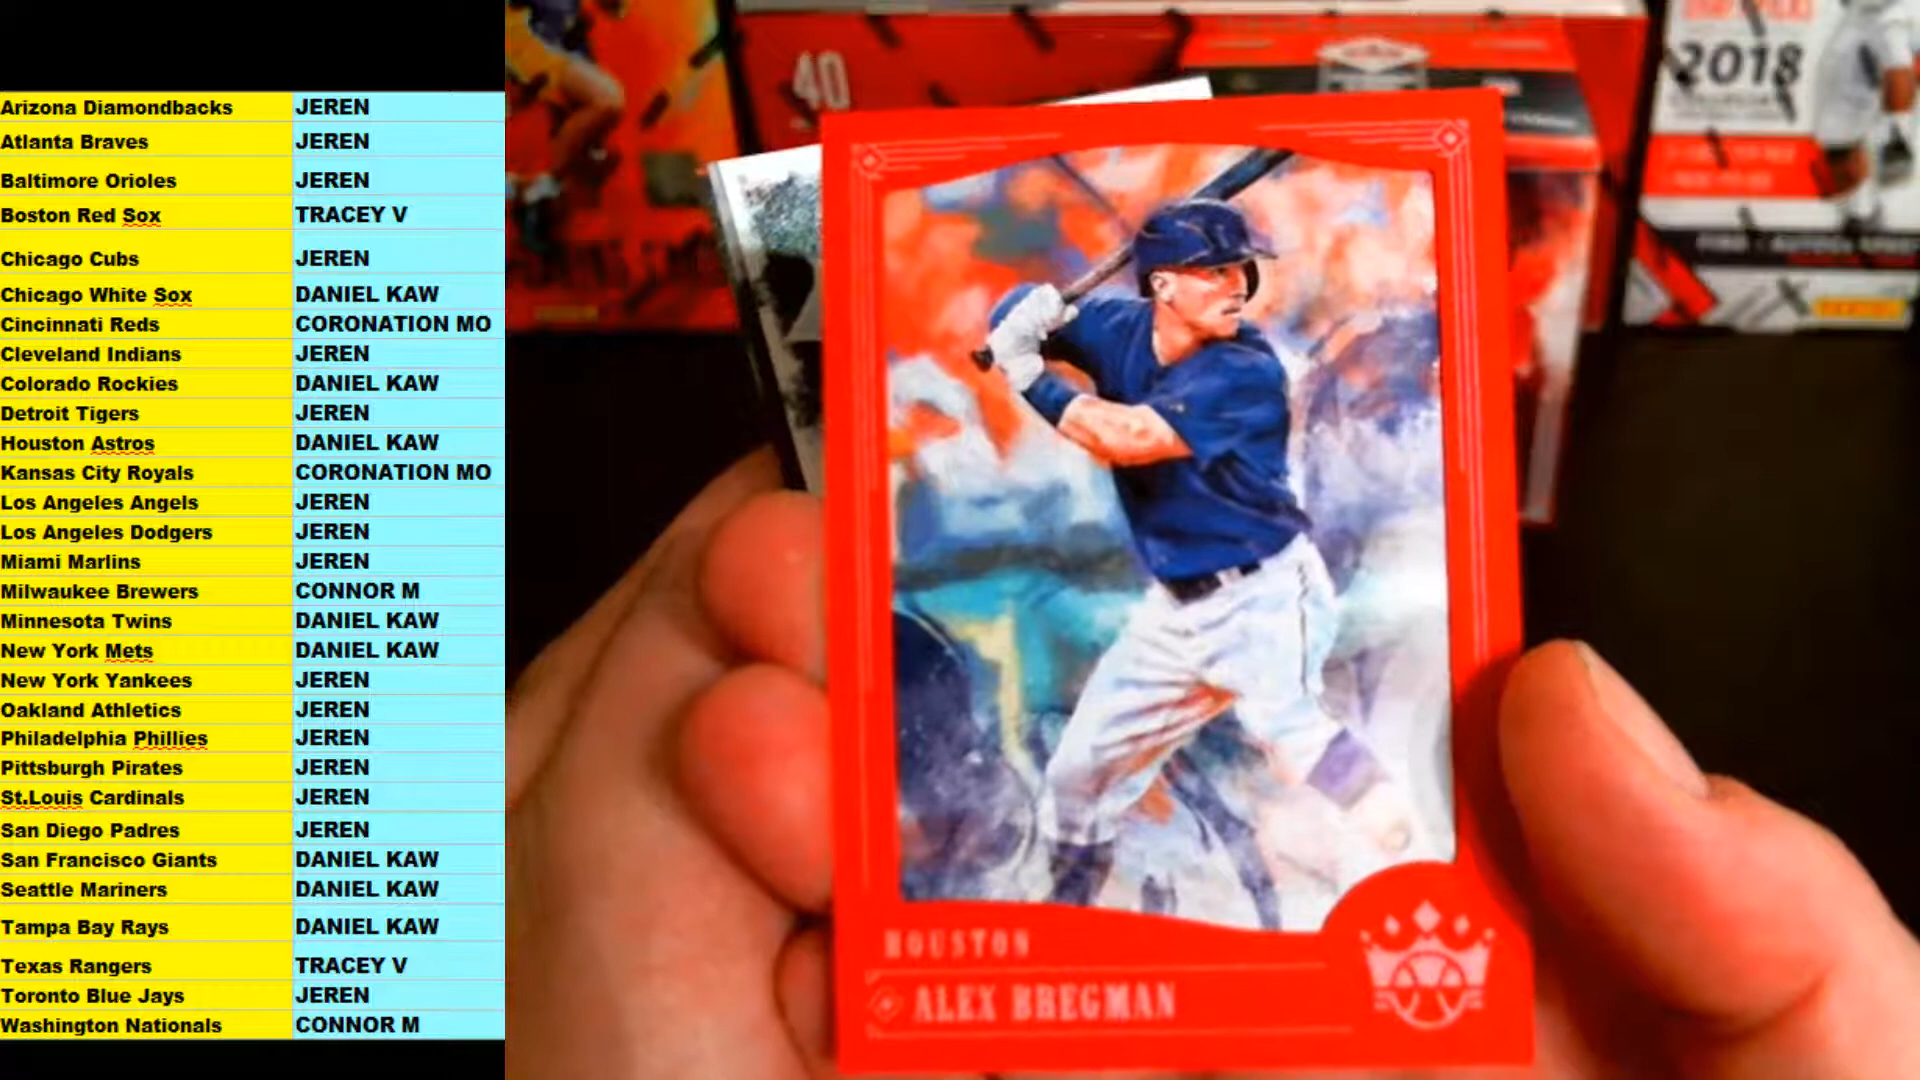 Arizona Diamondbacks JEREN
Atlanta Braves JEREN
Baltimore Orioles JEREN
Boston Red Sox TRACEY V
Chicago Cubs JEREN
Chicago White Sox DANIEL KAW
Cincinnati Reds CORONATION MO
Cleveland Indians JEREN
Colorado Rockies DANIEL KAW
Detroit Tigers JEREN
Houston Astros DANIEL KAW
Kansas City Royals CORONATION MO
Los Angeles Angels JEREN
Los Angeles Dodgers JEREN
Miami Marlins JEREN
Milwaukee Brewers CONNOR M
Minnesota Twins DANIEL KAW
New York Mets DANIEL KAW
New York Yankees JEREN
Oakland Athletics JEREN
Philadelphia Phillies JEREN
Pittsburgh Pirates JEREN
St.Louis Cardinals JEREN
San Diego Padres JEREN
San Francisco Giants DANIEL KAW
Seattle Mariners DANIEL KAW
Tampa Bay Rays DANIEL KAW
Texas Rangers TRACEY V
Toronto Blue Jays JEREN
Washington Nationals CONNOR M
40
2018
HOUSTON
ALEX BREGMAN